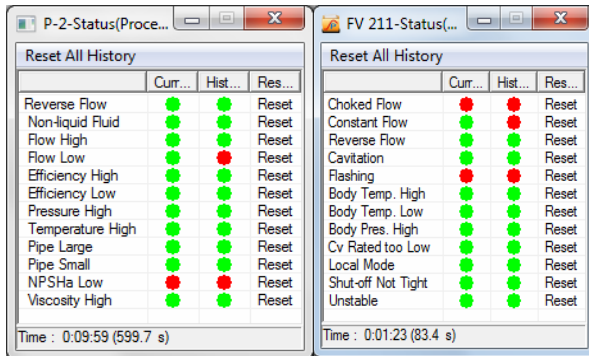 P-2-Status(Proce...
Reset All History
Curr... Hist... Res...
Reverse Flow Reset
Non-liquid Fluid Reset
Flow High Reset
Flow Low Reset
Efficiency High Reset
Efficiency Low Reset
Pressure High Reset
Temperature High Reset
Pipe Large Reset
Pipe Small Reset
NPSHa Low Reset
Viscosity High Reset
Time : 0:09:59 (599.7 s)
FV 211-Status(...
Reset All History
Curr... Hist... Res...
Choked Flow Reset
Constant Flow Reset
Reverse Flow Reset
Cavitation Reset
Flashing Reset
Body Temp. High Reset
Body Temp. Low Reset
Body Pres. High Reset
Cv Rated too Low Reset
Local Mode Reset
Shut-off Not Tight Reset
Unstable Reset
Time : 0:01:23 (83.4 s)